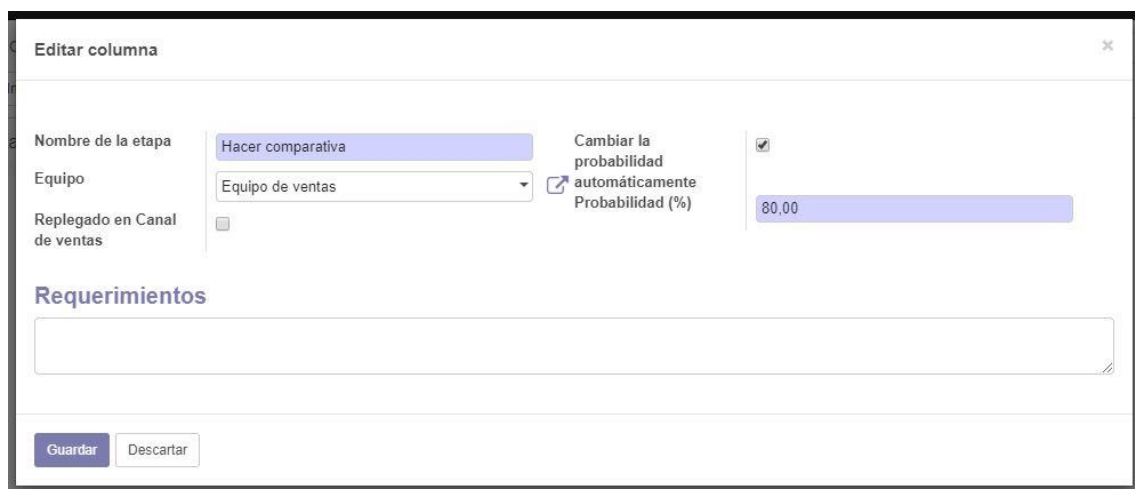 Editar columna
×
Nombre de la etapa
Hacer comparativa
Equipo
Equipo de ventas
Replegado en Canal
de ventas
Cambiar la
probabilidad
automáticamente
Probabilidad (%)
80,00
Requerimientos
Guardar
Descartar